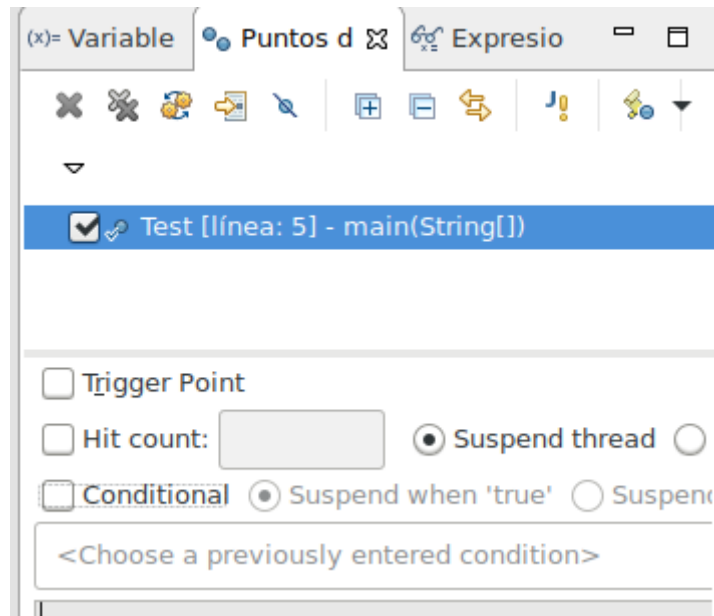 (x)= Variable Puntos d Expresio
Test [línea: 5] - main(String[])
Trigger Point
Hit count: Suspend thread
Conditional Suspend when 'true' Suspend
<Choose a previously entered condition>